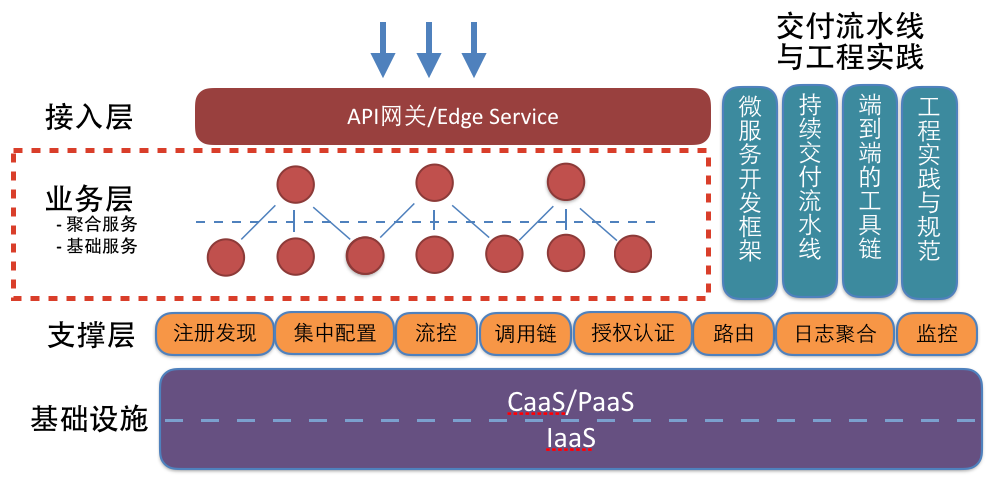 交付流水线
与工程实践
接入层
API网关/Edge Service
业务层
- 聚合服务
- 基础服务
微服务开发框架
持续交付流水线
端到端的工具链
工程实践与规范
支撑层
注册发现
集中配置
流控
调用链
授权认证
路由
日志聚合
监控
基础设施
CaaS/PaaS
IaaS